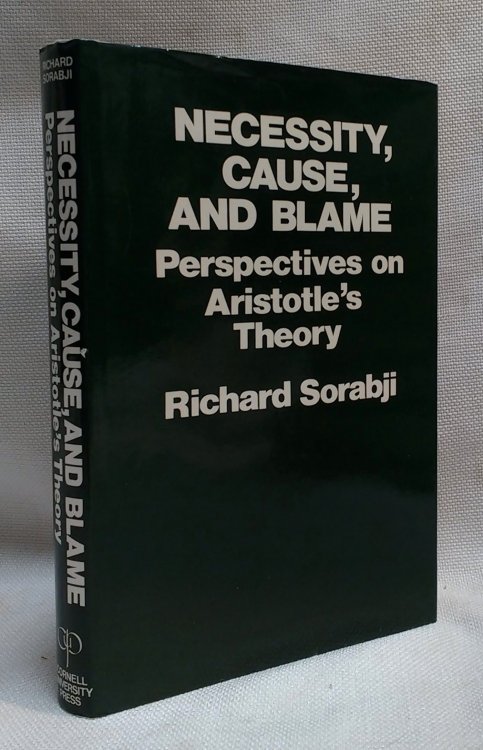 NECESSITY,
CAUSE,
AND BLAME
Perspectives on
Aristotle's
Theory
Richard Sorabji
RICHARD
SORABJI
NECESSITY, CAUSE, AND BLAME
Perspectives on Aristotle's Theory
CORNELL
UNIVERSITY
PRESS